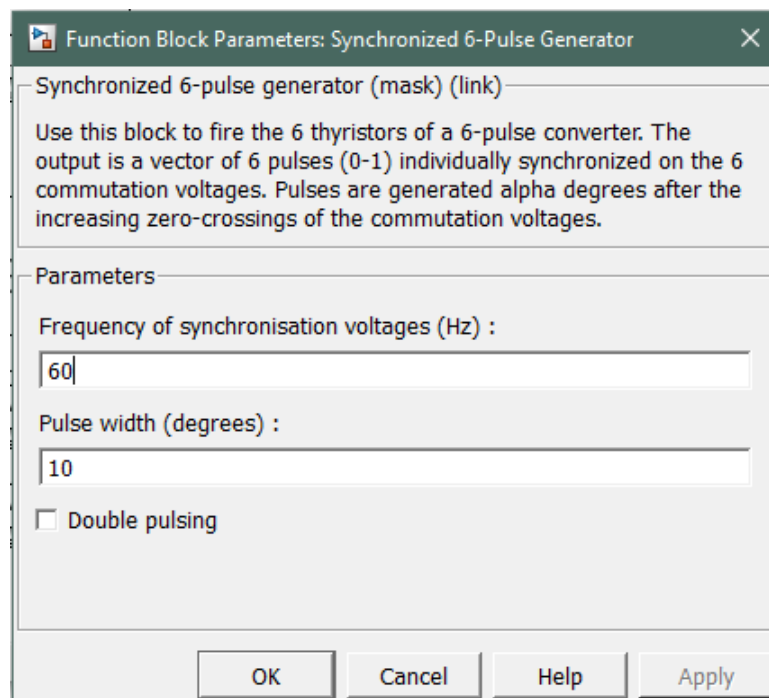 Function Block Parameters: Synchronized 6-Pulse Generator
Synchronized 6-pulse generator (mask) (link)
Use this block to fire the 6 thyristors of a 6-pulse converter. The
output is a vector of 6 pulses (0-1) individually synchronized on the 6
commutation voltages. Pulses are generated alpha degrees after the
increasing zero-crossings of the commutation voltages.
Parameters
Frequency of synchronisation voltages (Hz) :
60
Pulse width (degrees) :
10
Double pulsing
OK Cancel Help Apply